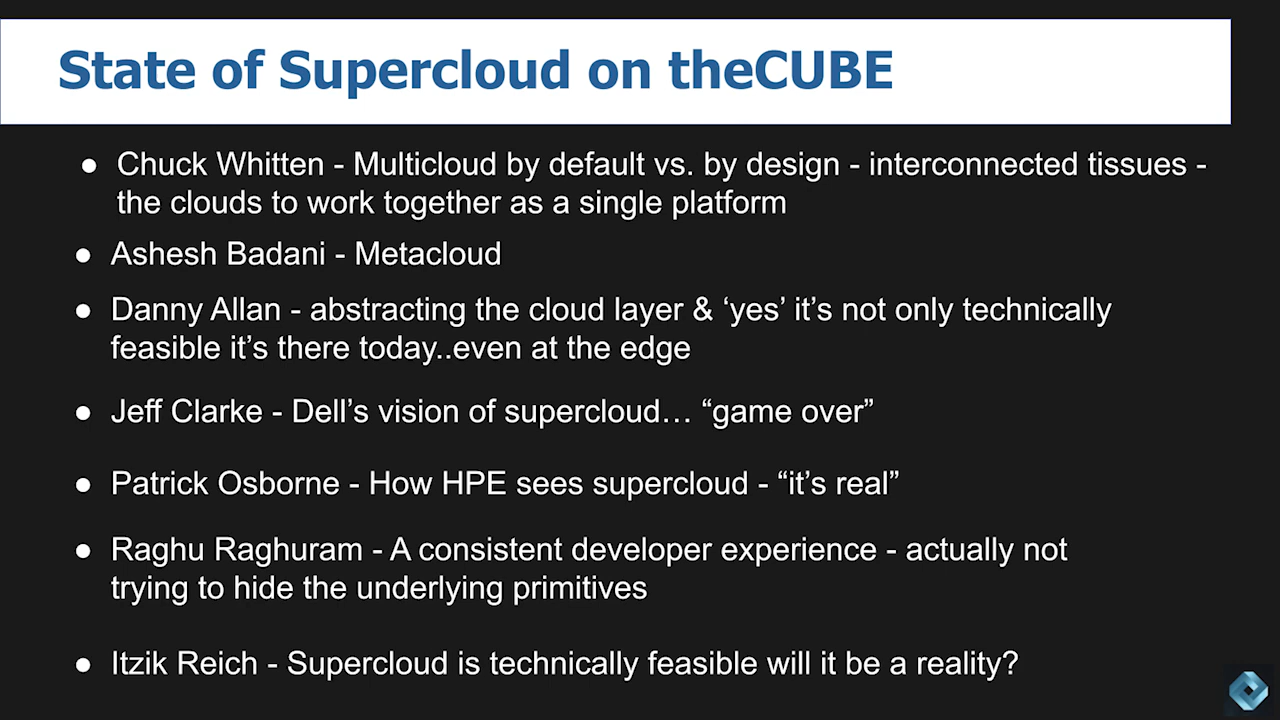 State of Supercloud on theCUBE
● Chuck Whitten - Multicloud by default vs. by design - interconnected tissues -
the clouds to work together as a single platform
● Ashesh Badani - Metacloud
● Danny Allan - abstracting the cloud layer & ‘yes’ it’s not only technically
feasible it’s there today..even at the edge
● Jeff Clarke - Dell’s vision of supercloud… “game over”
● Patrick Osborne - How HPE sees supercloud - “it’s real”
● Raghu Raghuram - A consistent developer experience - actually not
trying to hide the underlying primitives
● Itzik Reich - Supercloud is technically feasible will it be a reality?